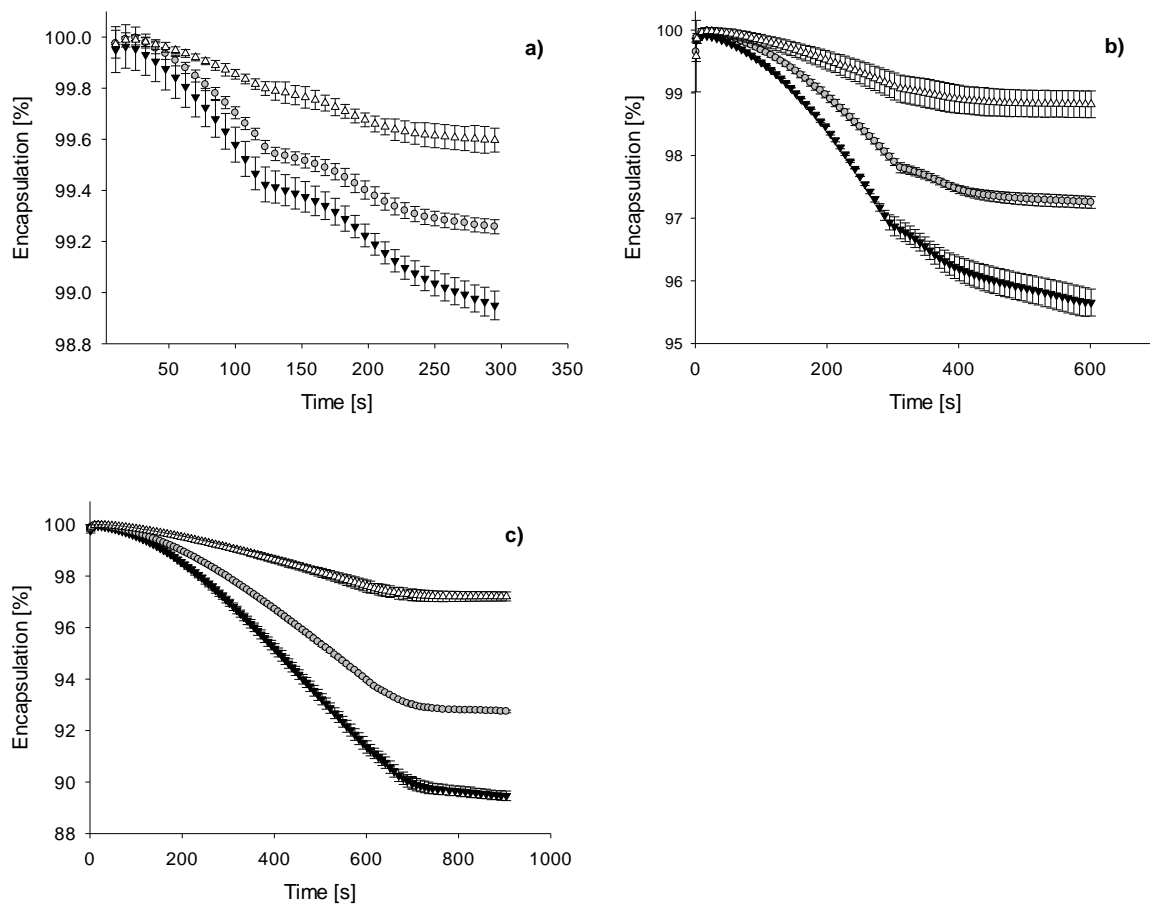 a)
Encapsulation [%]
100.0
99.8
99.6
99.4
99.2
99.0
98.8
50 100 150 200 250 300 350
Time [s]
b)
Encapsulation [%]
100
99
98
97
96
95
0 200 400 600
Time [s]
c)
Encapsulation [%]
100
98
96
94
92
90
88
0 200 400 600 800 1000
Time [s]